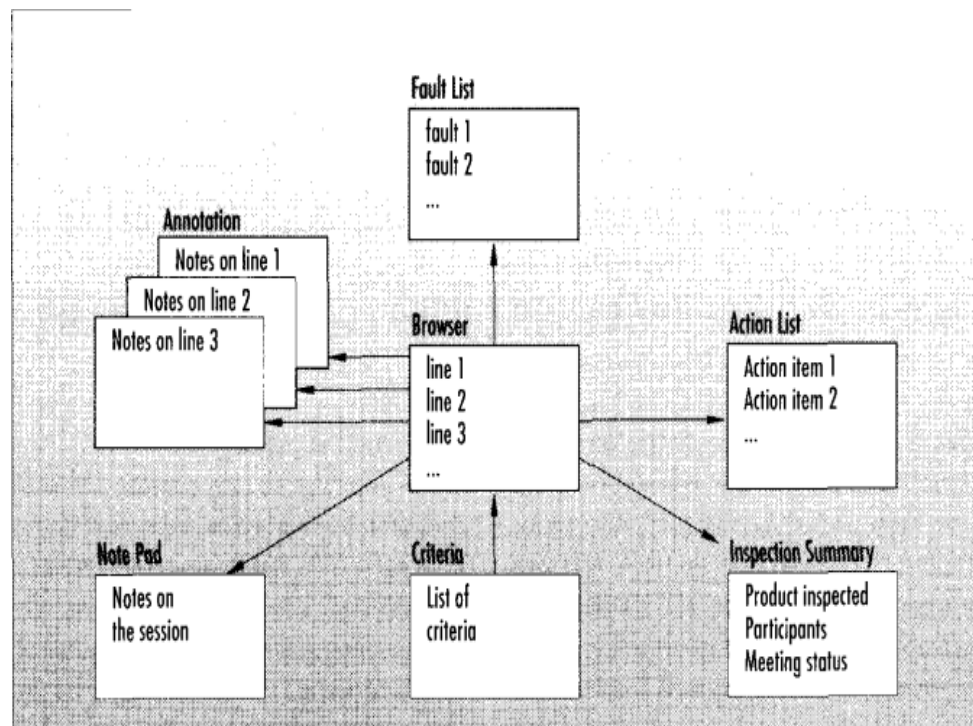 Fault List
fault 1
fault 2
...
Annotation
Notes on line 1
Notes on line 2
Notes on line 3
Browser
line 1
line 2
line 3
...
Action List
Action item 1
Action item 2
...
Note Pad
Notes on
the session
Criteria
List of
criteria
Inspection Summary
Product inspected
Participants
Meeting status